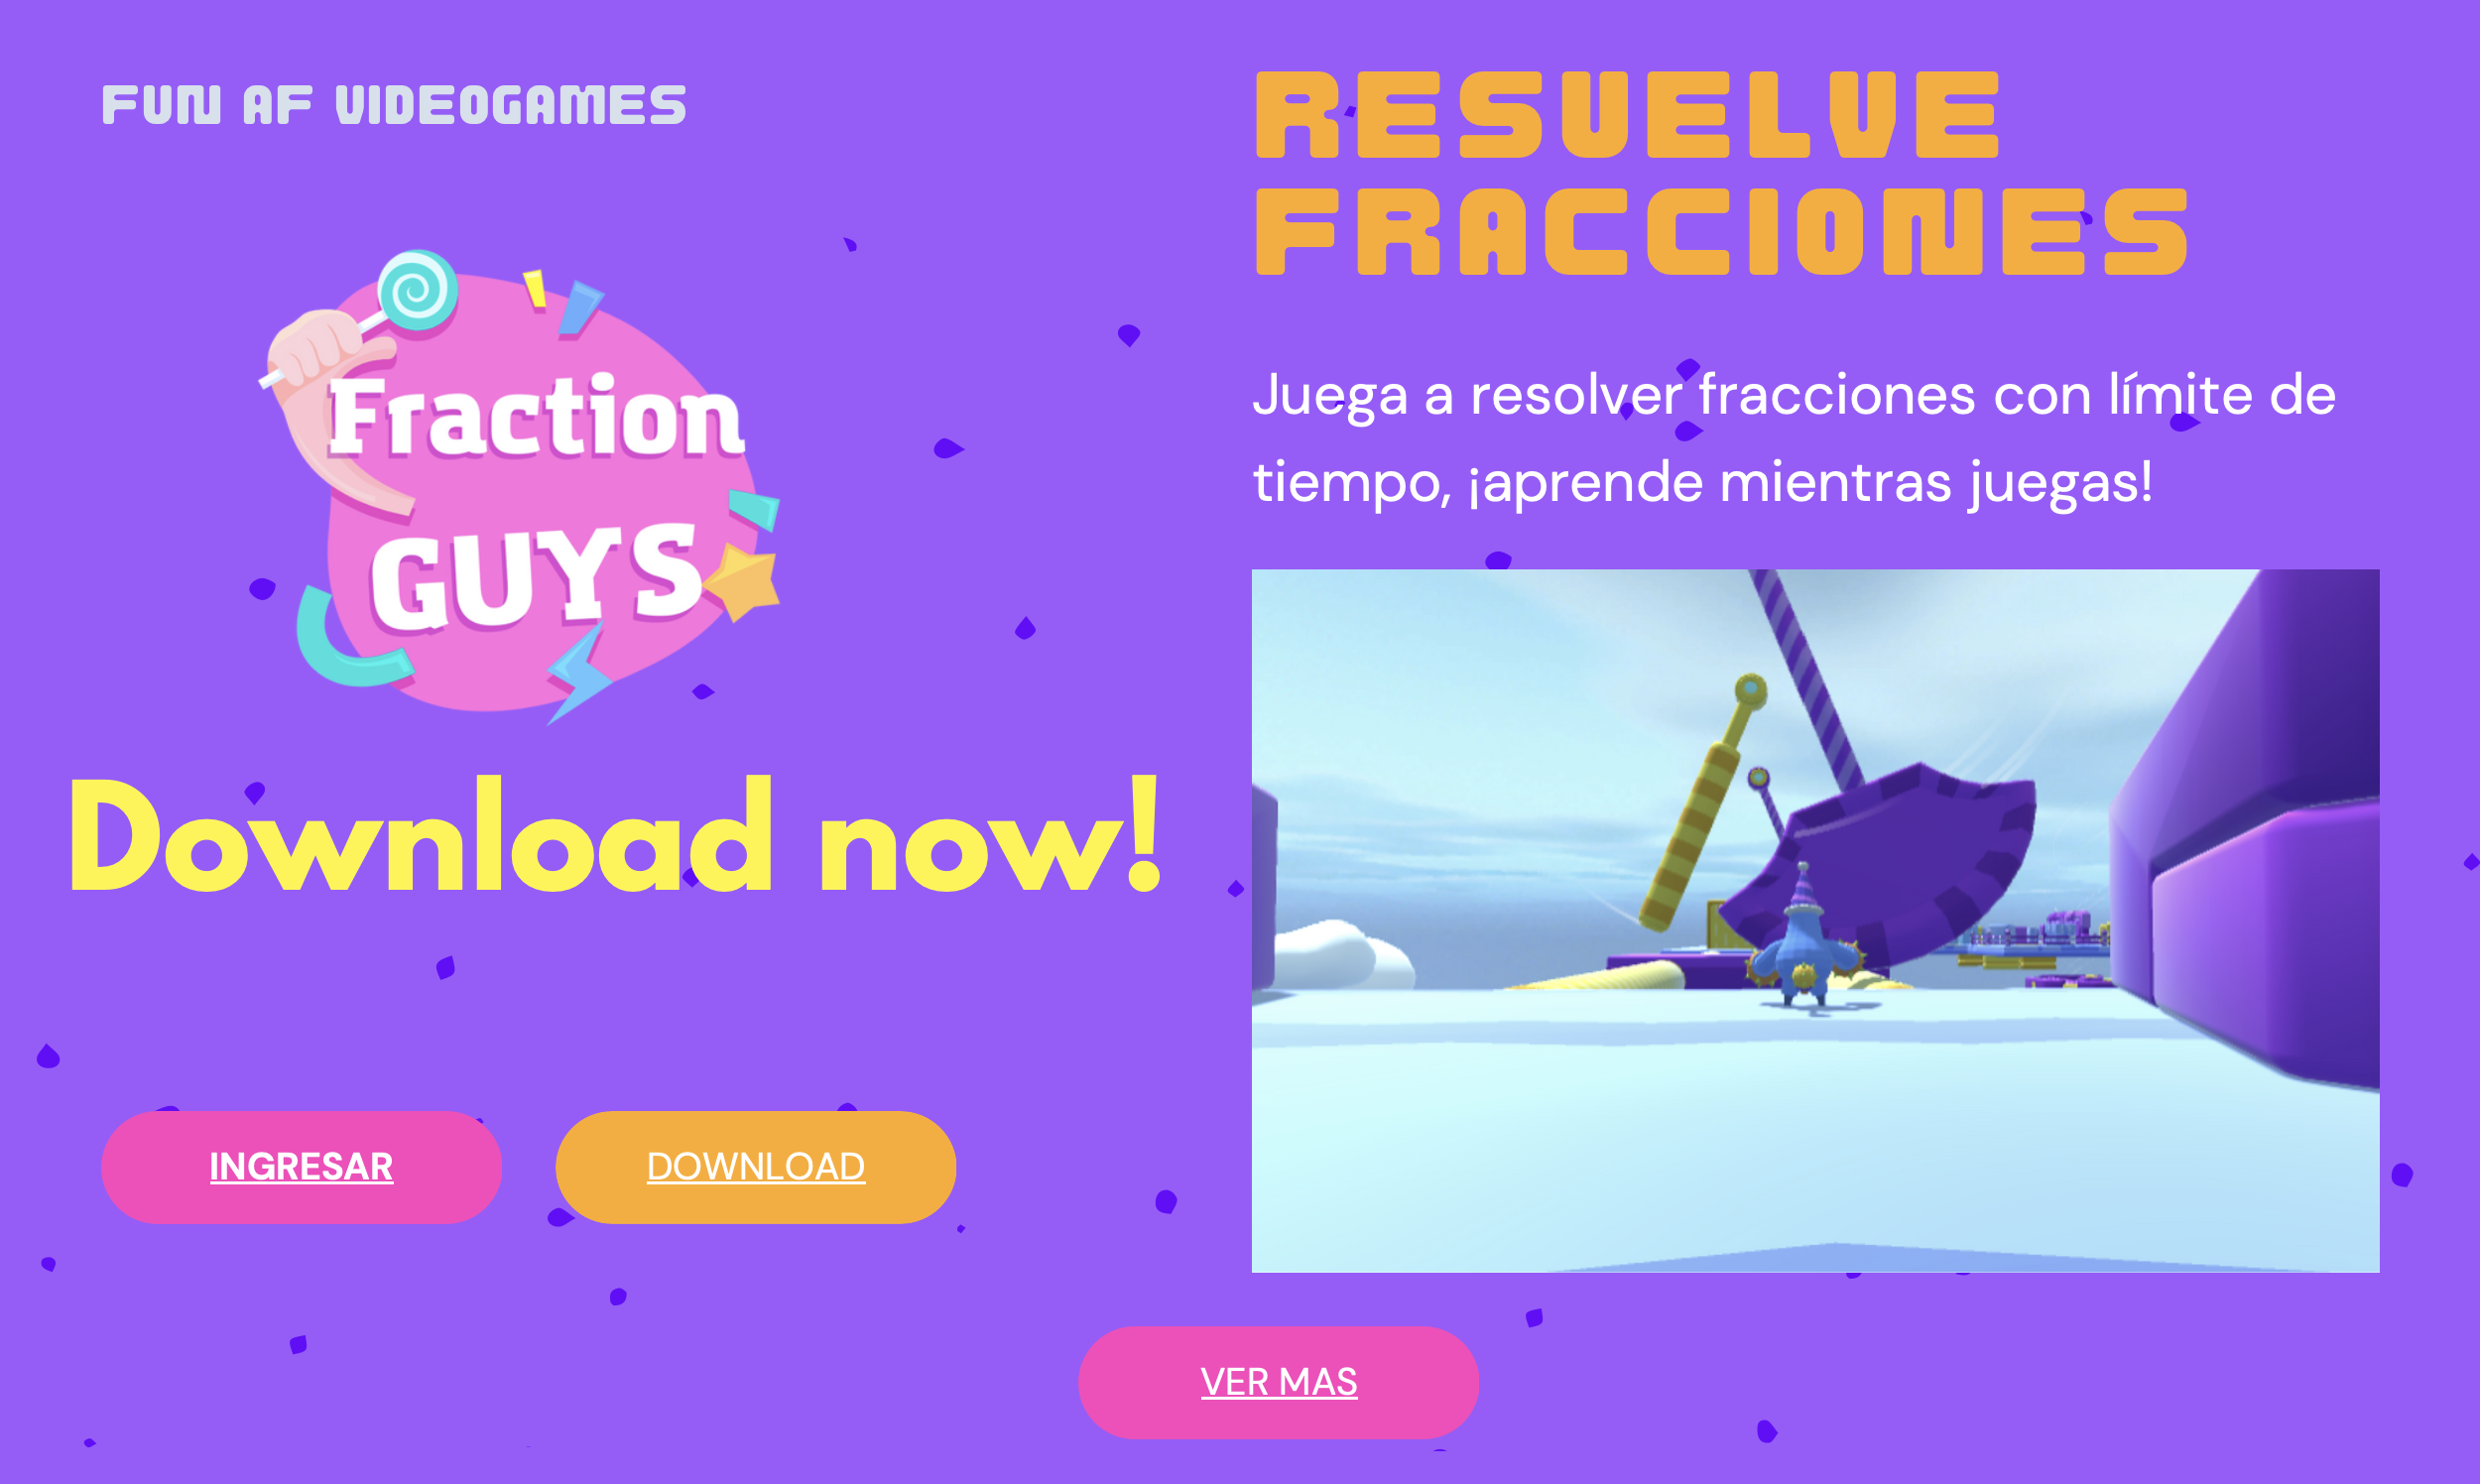 FUN AF VIDEOGAMES
Fraction
GUYS
Download now!
INGRESAR
DOWNLOAD
RESUELVE
FRACCIONES
Juega a resolver fracciones con límite de
tiempo, ¡aprende mientras juegas!
VER MAS